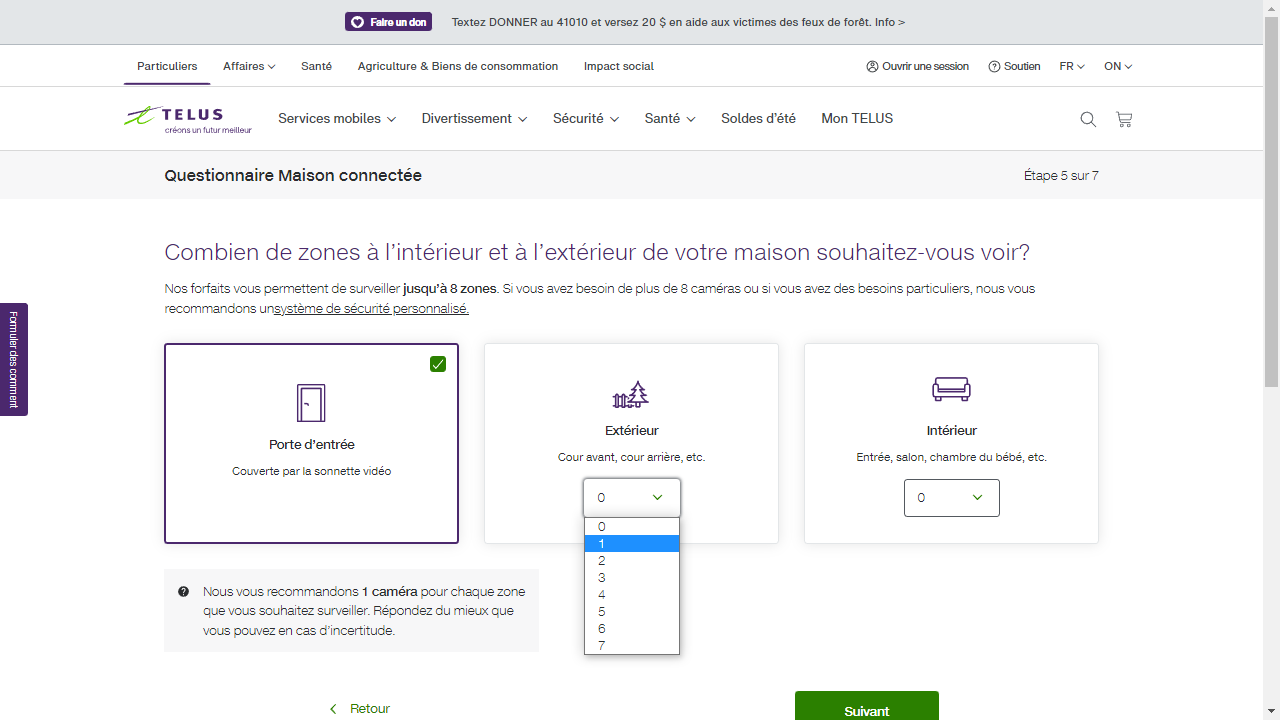 Faire un don
Textez DONNER au 41010 et versez 20 $ en aide aux victimes des feux de forêt. Info >
Particuliers
Affaires
Santé
Agriculture & Biens de consommation
Impact social
Ouvrir une session
Soutien
FR
ON
TELUS
créons un futur meilleur
Services mobiles
Divertissement
Sécurité
Santé
Soldes d'été
Mon TELUS
Questionnaire Maison connectée
Étape 5 sur 7
Combien de zones à l'intérieur et à l'extérieur de votre maison souhaitez-vous voir?
Nos forfaits vous permettent de surveiller jusqu'à 8 zones. Si vous avez besoin de plus de 8 caméras ou si vous avez des besoins particuliers, nous vous
recommandons unsystème de sécurité personnalisé.
Formuler des comment
Porte d'entrée
Couverte par la sonnette vidéo
Extérieur
Cour avant, cour arrière, etc.
0
0
1
2
3
4
5
6
7
Intérieur
Entrée, salon, chambre du bébé, etc.
0
Nous vous recommandons 1 caméra pour chaque zone
que vous souhaitez surveiller. Répondez du mieux que
vous pouvez en cas d'incertitude.
Retour
Suivant